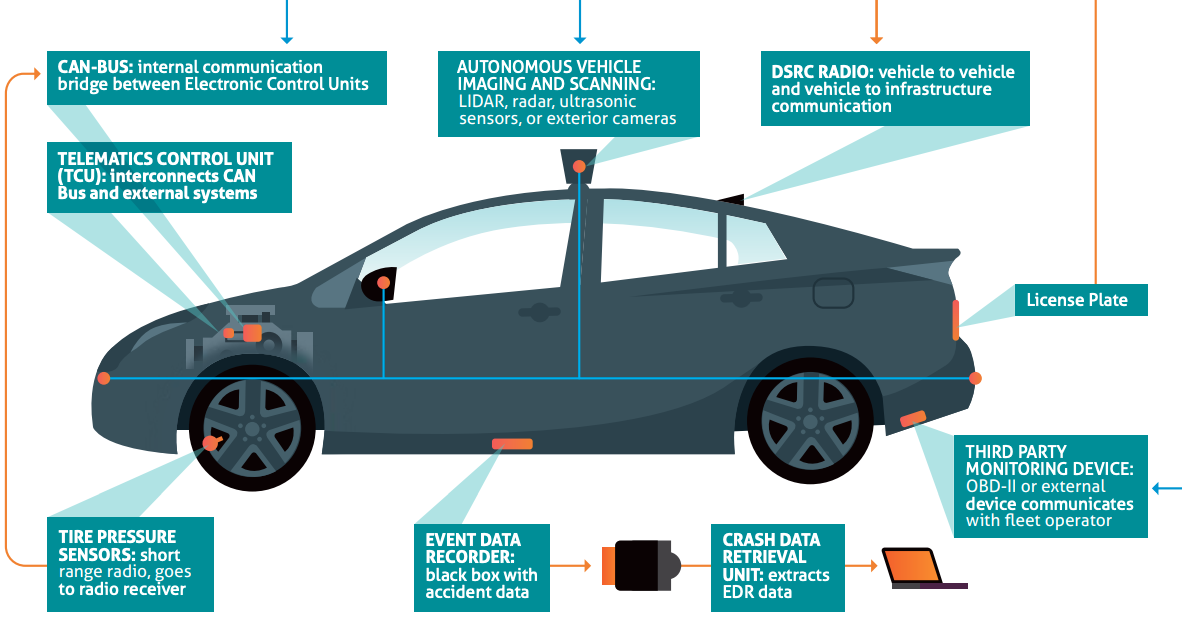 CAN-BUS: internal communication
bridge between Electronic Control Units
AUTONOMOUS VEHICLE
IMAGING AND SCANNING:
LIDAR, radar, ultrasonic
sensors, or exterior cameras
DSRC RADIO: vehicle to vehicle
and vehicle to infrastructure
communication
TELEMATICS CONTROL UNIT
(TCU): interconnects CAN
Bus and external systems
License Plate
THIRD PARTY
MONITORING DEVICE:
OBD-II or external
device communicates
with fleet operator
TIRE PRESSURE
SENSORS: short
range radio, goes
to radio receiver
EVENT DATA
RECORDER:
black box with
accident data
CRASH DATA
RETRIEVAL
UNIT: extracts
EDR data